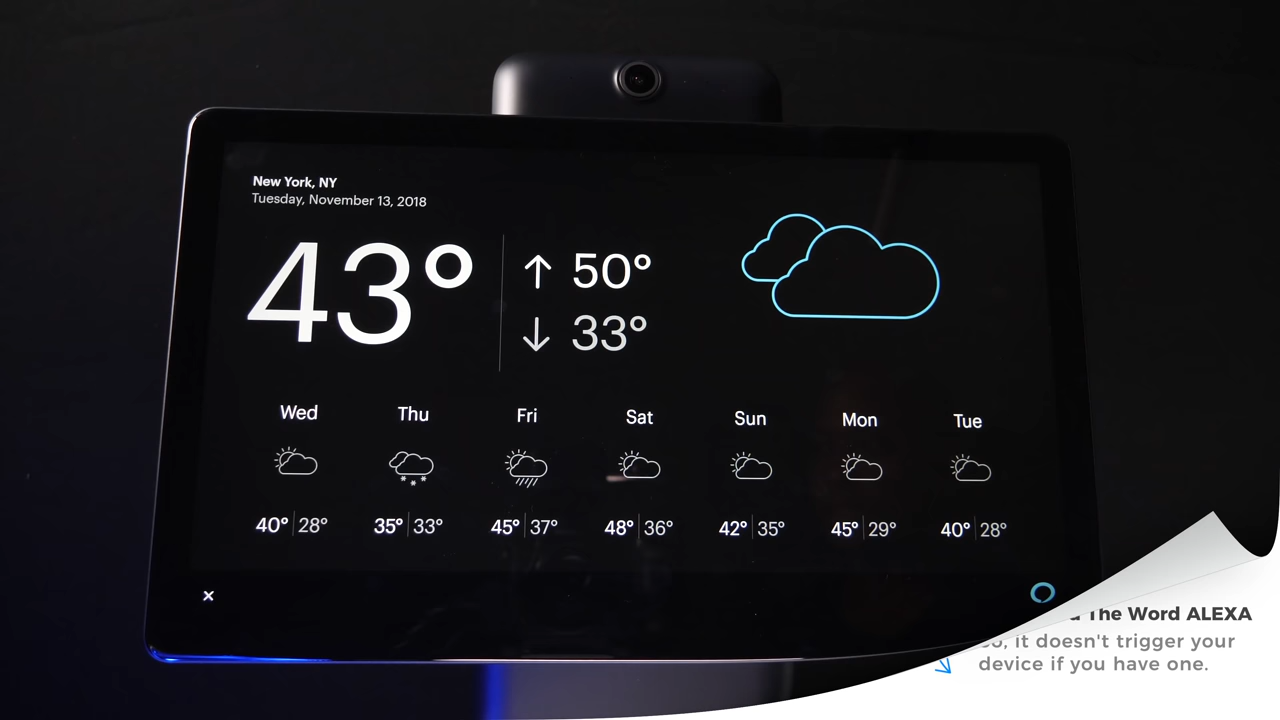 New York, NY
Tuesday, November 13, 2018
43° ↑ 50°
↓ 33°
Wed Thu Fri Sat Sun Mon Tue
40° | 28° 35° | 33° 45° | 37° 48° | 36° 42° | 35° 45° | 29° 40° | 28°
The Word ALEXA
it doesn't trigger your
device if you have one.